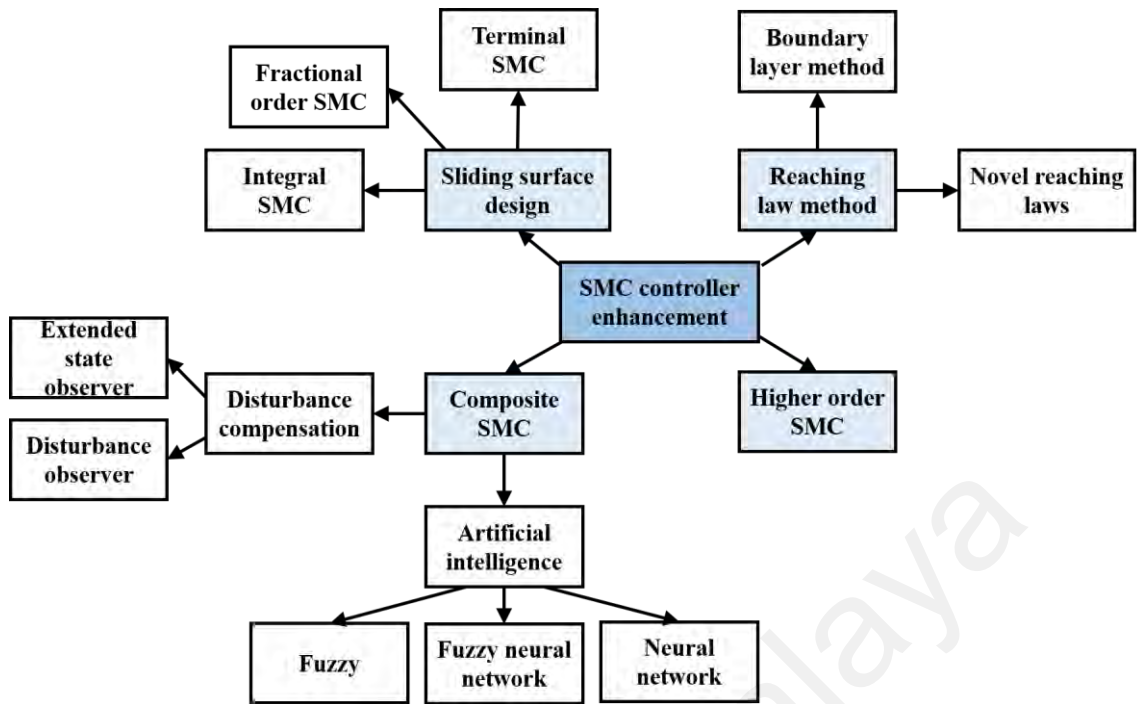 Terminal
SMC
Boundary
layer method
Fractional
order SMC
Integral
SMC
Sliding surface
design
Reaching
law method
Novel reaching
laws
SMC controller
enhancement
Extended
state
observer
Disturbance
compensation
Composite
SMC
Higher order
SMC
Disturbance
observer
Artificial
intelligence
Fuzzy
Fuzzy neural
network
Neural
network